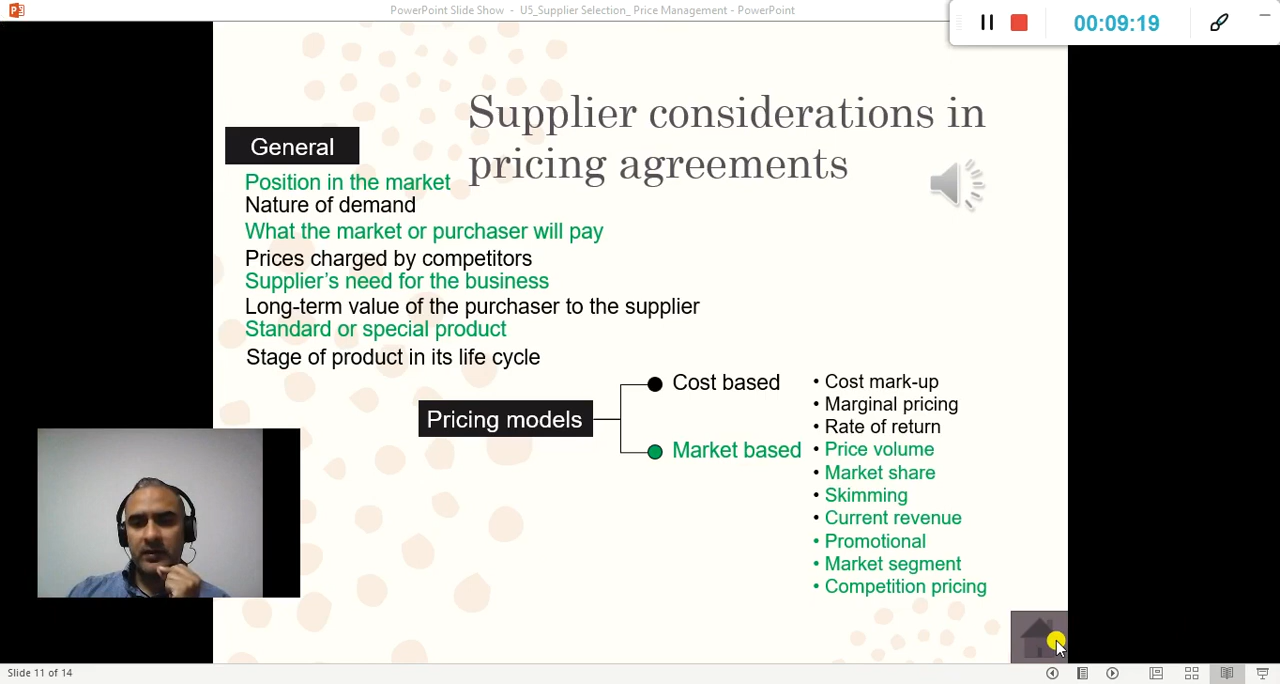 PowerPoint Slide Show - U5_Supplier Selection_ Price Management - PowerPoint
00:09:19
Supplier considerations in
pricing agreements
General
Position in the market
Nature of demand
What the market or purchaser will pay
Prices charged by competitors
Supplier's need for the business
Long-term value of the purchaser to the supplier
Standard or special product
Stage of product in its life cycle
Pricing models
Cost based
Market based
• Cost mark-up
• Marginal pricing
• Rate of return
• Price volume
• Market share
• Skimming
• Current revenue
• Promotional
• Market segment
• Competition pricing
Slide 11 of 14